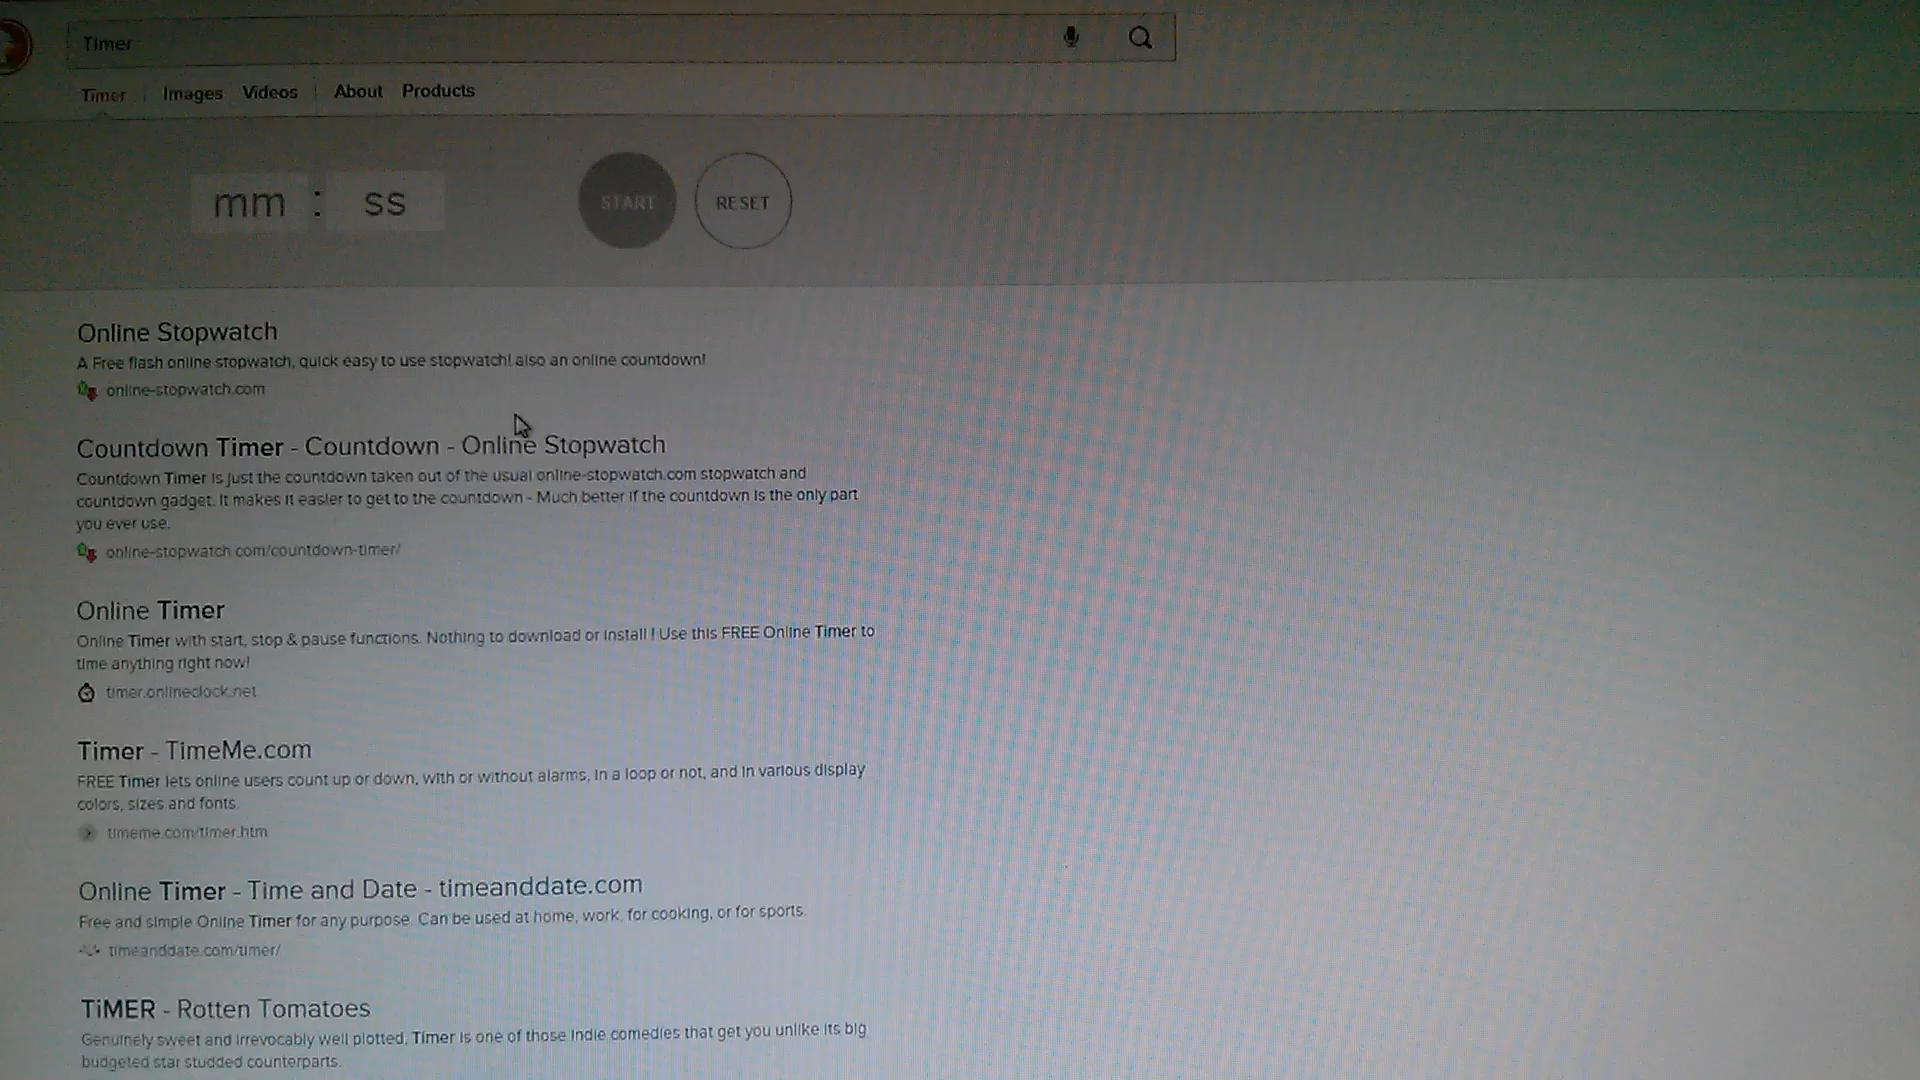 Timer
Timer Images Videos About Products
mm : ss START RESET
Online Stopwatch
A Free flash online stopwatch, quick easy to use stopwatch! also an online countdown!
online-stopwatch.com
Countdown Timer - Countdown - Online Stopwatch
Countdown Timer is just the countdown taken out of the usual online-stopwatch.com stopwatch and
countdown gadget. It makes it easier to get to the countdown - Much better if the countdown is the only part
you ever use.
online-stopwatch.com/countdown-timer/
Online Timer
Online Timer with start, stop & pause functions. Nothing to download or install ! Use this FREE Online Timer to
time anything right now!
timer.onlineclock.net
Timer - TimeMe.com
FREE Timer lets online users count up or down, with or without alarms, in a loop or not, and in various display
colors, sizes and fonts.
timeme.com/timer.htm
Online Timer - Time and Date - timeanddate.com
Free and simple Online Timer for any purpose. Can be used at home, work, for cooking, or for sports.
timeanddate.com/timer/
TiMER - Rotten Tomatoes
Genuinely sweet and irrevocably well plotted, Timer is one of those indie comedies that get you unlike its big
budgeted star studded counterparts.